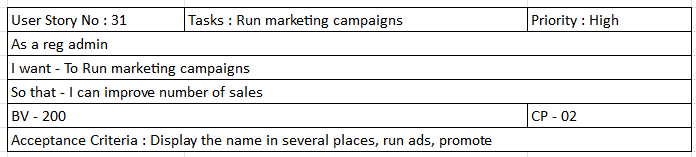 User Story No : 31 Tasks : Run marketing campaigns Priority : High
As a reg admin
I want - To Run marketing campaigns
So that - I can improve number of sales
BV - 200 CP - 02
Acceptance Criteria : Display the name in several places, run ads, promote